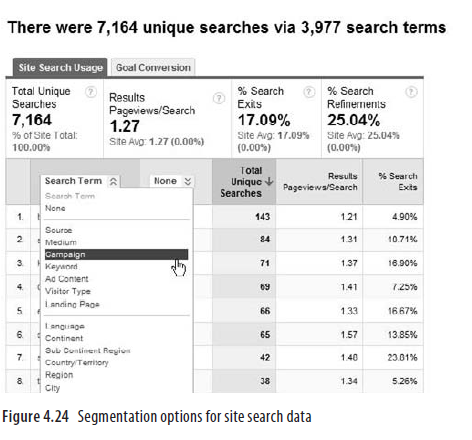 There were 7,164 unique searches via 3,977 search terms
Site Search Usage Goal Conversion
Total Unique Searches ?
7,164
% of Site Total:
100.00%
Results Pageviews/Search ?
1.27
Site Avg: 1.27 (0.00%)
% Search Exits ?
17.09%
Site Avg: 17.09%
(0.00%)
% Search Refinements ?
25.04%
Site Avg: 25.04%
(0.00%)
Search Term None Total Unique Searches ↓ Results Pageviews/Search % Search Exits
Search Term
None
Source
Medium
Campaign
Keyword
Ad Content
Visitor Type
Landing Page
Language
Continent
Sub Continent Region
Country/Territory
Region
City
1. 143 1.21 4.90%
2. 84 1.31 10.71%
3. 71 1.37 16.90%
4. 69 1.41 7.25%
5. 66 1.33 16.67%
6. 65 1.57 13.85%
7. 42 1.48 23.81%
8. 38 1.34 5.26%
Figure 4.24 Segmentation options for site search data